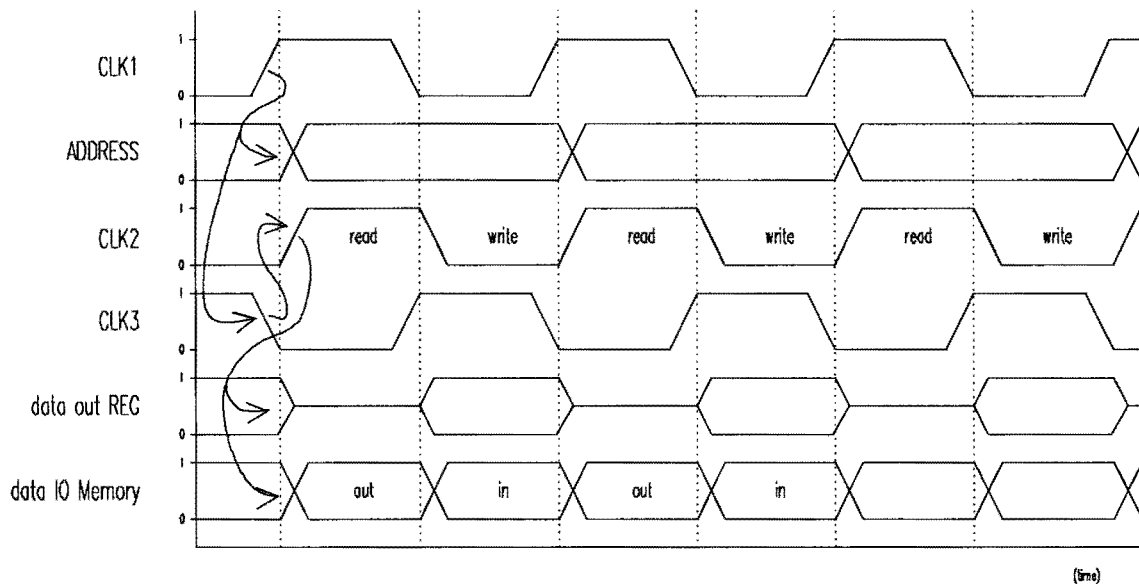 1
CLK1
0
1
ADDRESS
0
1
CLK2 read write read write read write
0
1
CLK3
0
1
data out REG
0
1
data IO Memory out in out in
0
(time)